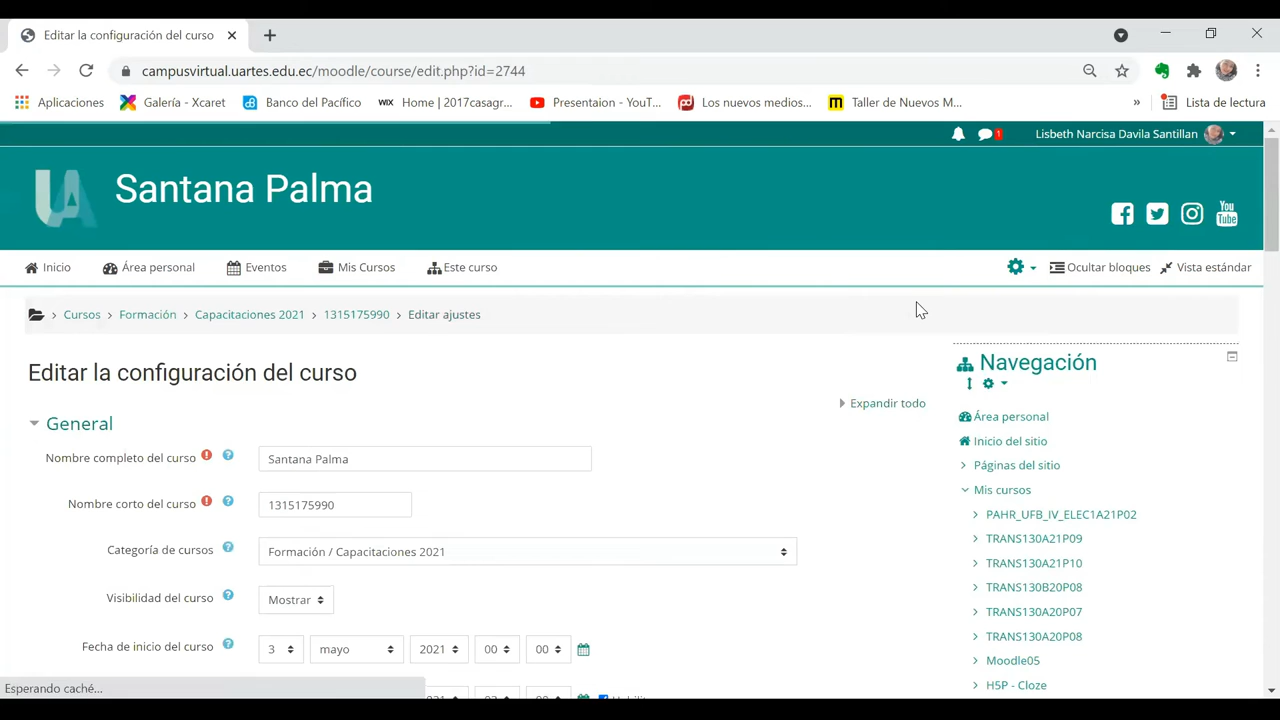 Editar la configuración del curso
campusvirtual.uartes.edu.ec/moodle/course/edit.php?id=2744
Aplicaciones Galería - Xcaret Banco del Pacífico WIX Home | 2017casagr... Presentaion - YouT... Los nuevos medios... Taller de Nuevos M... » Lista de lectura
1 Lisbeth Narcisa Davila Santillan
UA Santana Palma
You Tube
Inicio Área personal Eventos Mis Cursos Este curso Ocultar bloques Vista estándar
Cursos Formación Capacitaciones 2021 1315175990 Editar ajustes
Editar la configuración del curso
Expandir todo
General
Nombre completo del curso Santana Palma
Nombre corto del curso 1315175990
Categoría de cursos Formación / Capacitaciones 2021
Visibilidad del curso Mostrar
Fecha de inicio del curso 3 mayo 2021 00 00
Navegación
Área personal
Inicio del sitio
Páginas del sitio
Mis cursos
PAHR_UFB_IV_ELEC1A21P02
TRANS130A21P09
TRANS130A21P10
TRANS130B20P08
TRANS130A20P07
TRANS130A20P08
Moodle05
H5P - Cloze
Esperando caché...